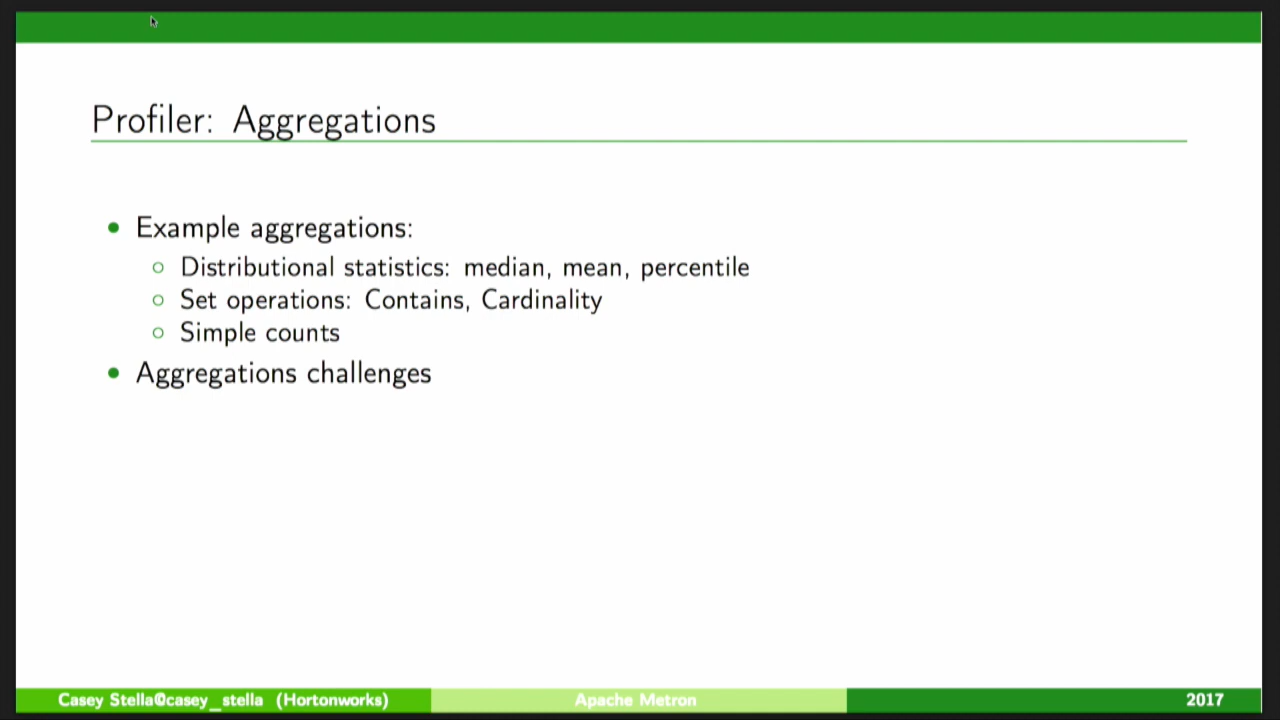 Profiler: Aggregations
Example aggregations:
Distributional statistics: median, mean, percentile
Set operations: Contains, Cardinality
Simple counts
Aggregations challenges
Casey Stella@casey_stella (Hortonworks)
Apache Metron
2017